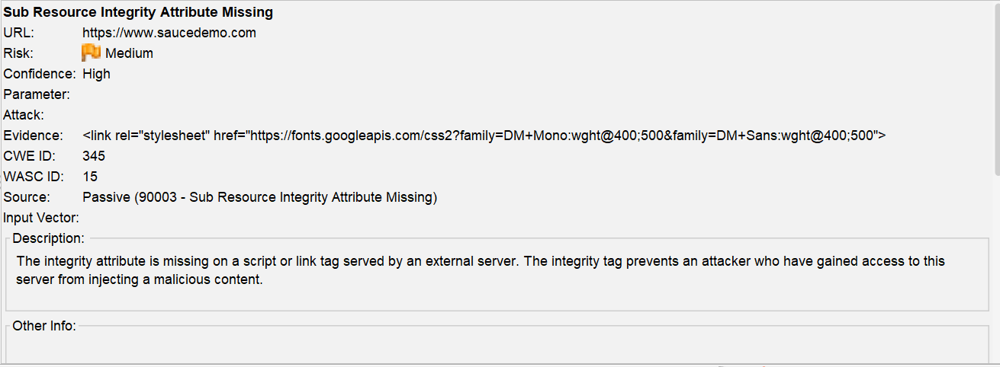 Sub Resource Integrity Attribute Missing
URL: https://www.saucedemo.com
Risk: Medium
Confidence: High
Parameter:
Attack:
Evidence: <link rel="stylesheet" href="https://fonts.googleapis.com/css2?family=DM+Mono:wght@400;500&family=DM+Sans:wght@400;500">
CWE ID: 345
WASC ID: 15
Source: Passive (90003 - Sub Resource Integrity Attribute Missing)
Input Vector:
Description:
The integrity attribute is missing on a script or link tag served by an external server. The integrity tag prevents an attacker who have gained access to this
server from injecting a malicious content.
Other Info: